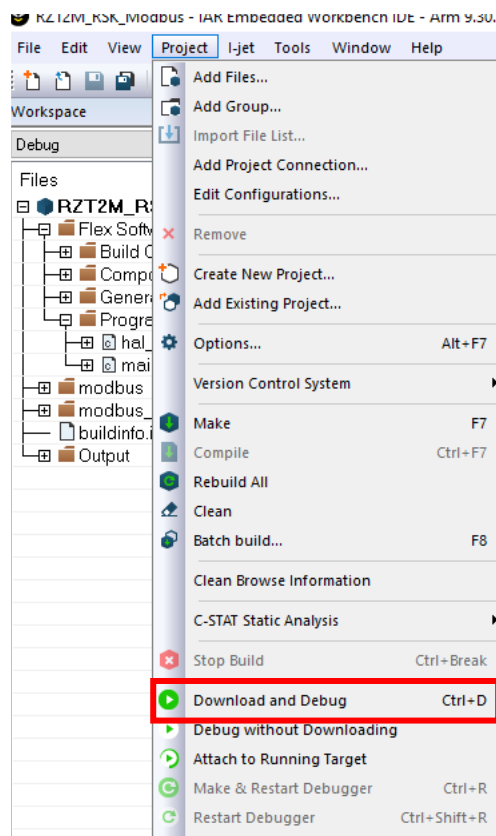 RZT2M_RSK_Modbus - IAR Embedded Workbench IDE - Arm 9.30.
File Edit View Project I-jet Tools Window Help
Workspace
Debug
Files
RZT2M_R
Flex Softw
Build C
Compo
Genera
Progra
hal_
mai
modbus
modbus_
buildinfo.i
Output
Add Files...
Add Group...
Import File List...
Add Project Connection...
Edit Configurations...
Remove
Create New Project...
Add Existing Project...
Options... Alt+F7
Version Control System
Make F7
Compile Ctrl+F7
Rebuild All
Clean
Batch build... F8
Clean Browse Information
C-STAT Static Analysis
Stop Build Ctrl+Break
Download and Debug Ctrl+D
Debug without Downloading
Attach to Running Target
Make & Restart Debugger Ctrl+R
Restart Debugger Ctrl+Shift+R